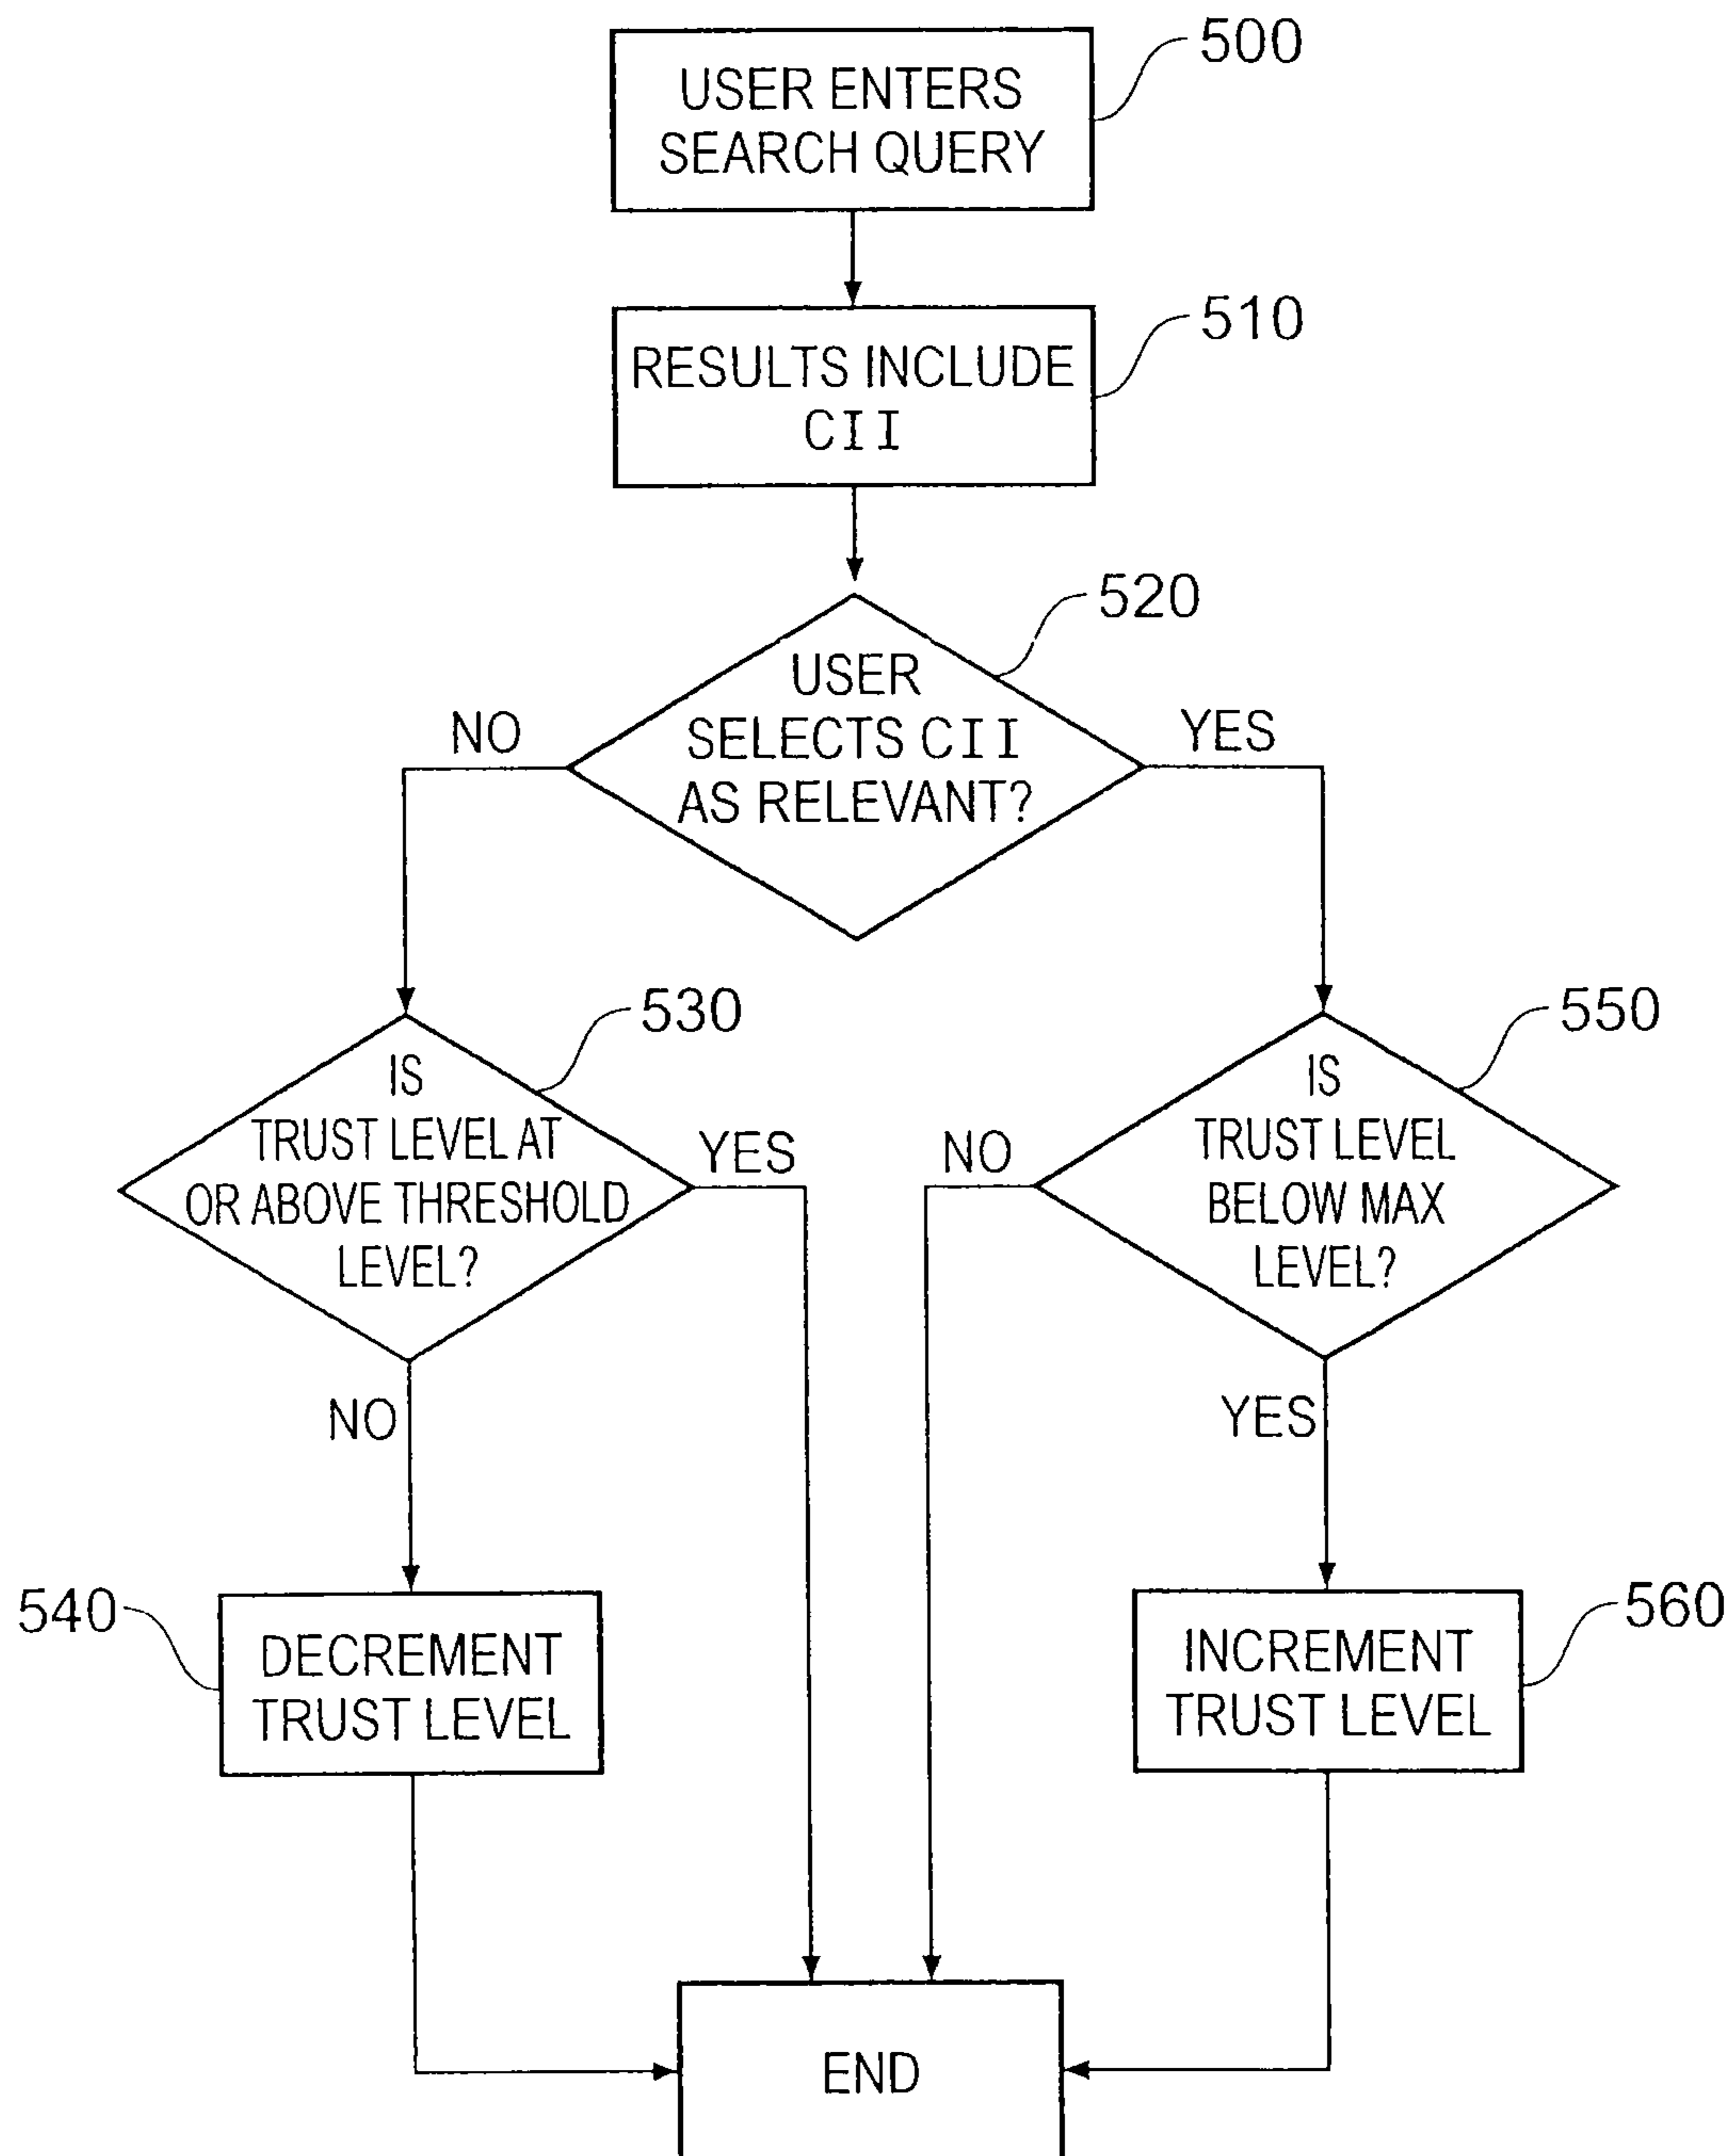 500
USER ENTERS
SEARCH QUERY
510
RESULTS INCLUDE
CII
520
USER
SELECTS CII
AS RELEVANT?
NO
YES
530
IS
TRUST LEVEL AT
OR ABOVE THRESHOLD
LEVEL?
YES
NO
550
IS
TRUST LEVEL
BELOW MAX
LEVEL?
NO
YES
540
DECREMENT
TRUST LEVEL
560
INCREMENT
TRUST LEVEL
END